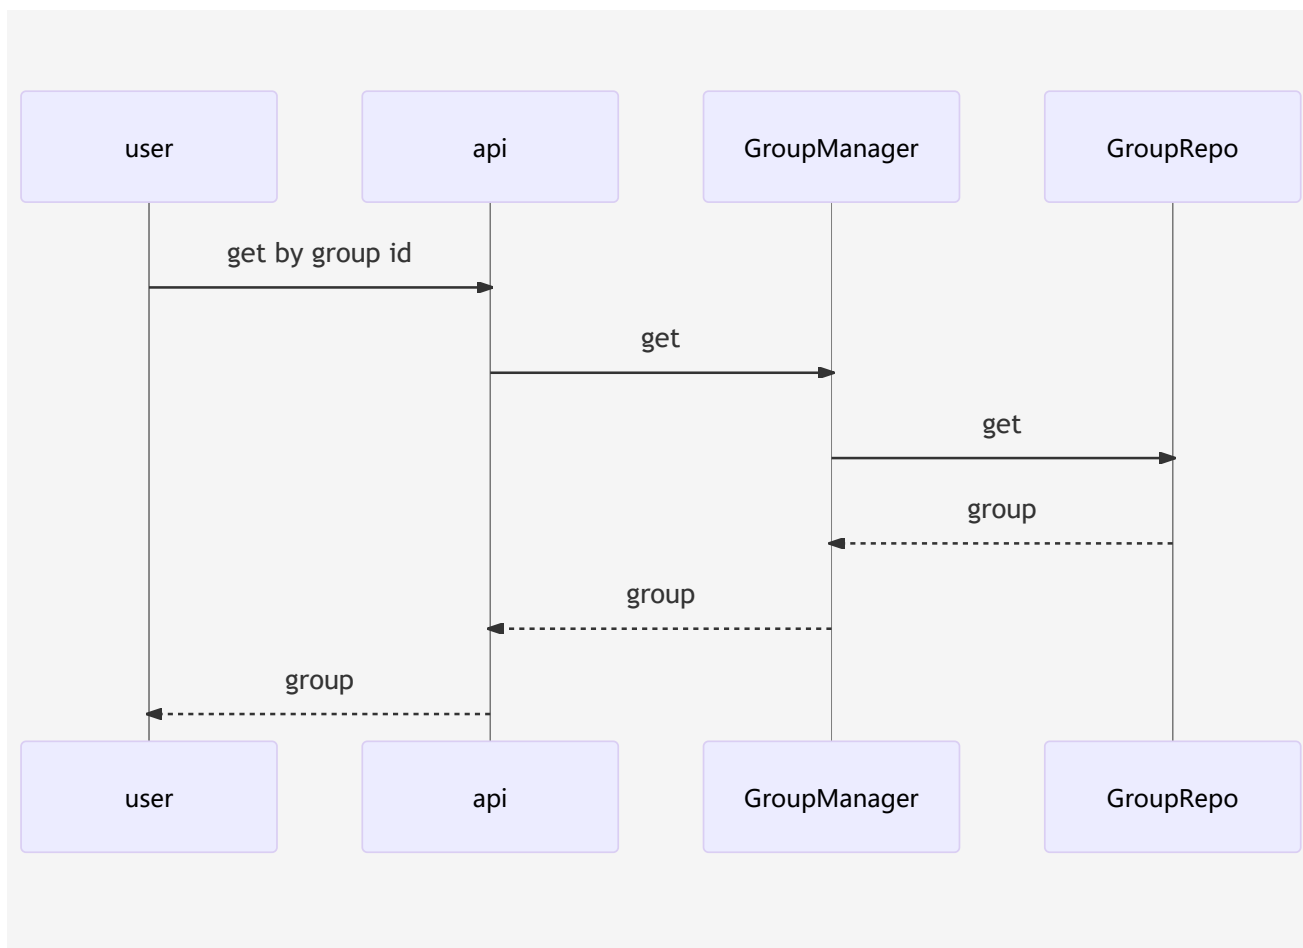 user
api
GroupManager
GroupRepo
get by group id
get
get
group
group
group
user
api
GroupManager
GroupRepo